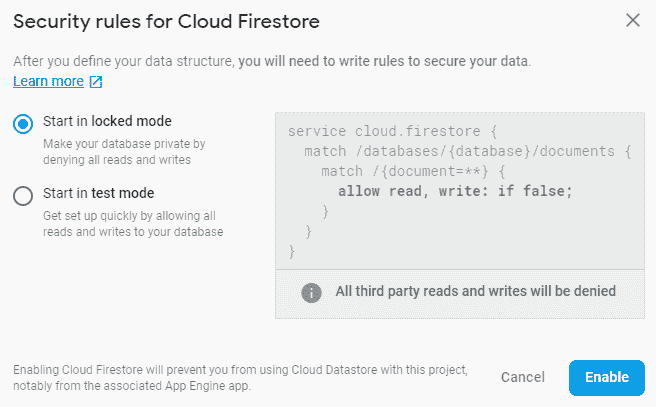 Security rules for Cloud Firestore
After you define your data structure, you will need to write rules to secure your data.
Learn more
Start in locked mode
Make your database private by
denying all reads and writes
Start in test mode
Get set up quickly by allowing all
reads and writes to your database
service cloud.firestore {
match /databases/{database}/documents {
match /{document=**} {
allow read, write: if false;
}
}
}
All third party reads and writes will be denied
Enabling Cloud Firestore will prevent you from using Cloud Datastore with this project,
notably from the associated App Engine app.
Cancel
Enable